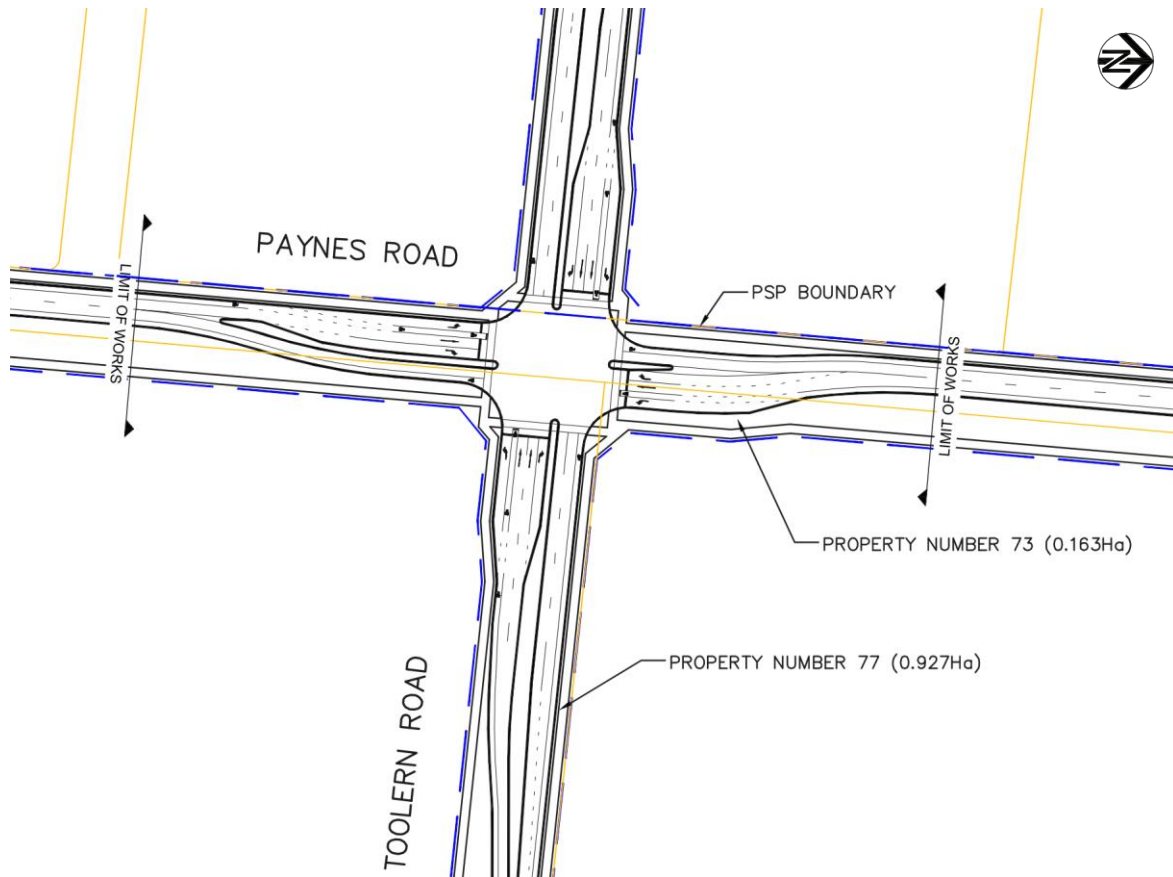 N
PAYNES ROAD
LIMIT OF WORKS
PSP BOUNDARY
LIMIT OF WORKS
PROPERTY NUMBER 73 (0.163Ha)
PROPERTY NUMBER 77 (0.927Ha)
TOOLERN ROAD